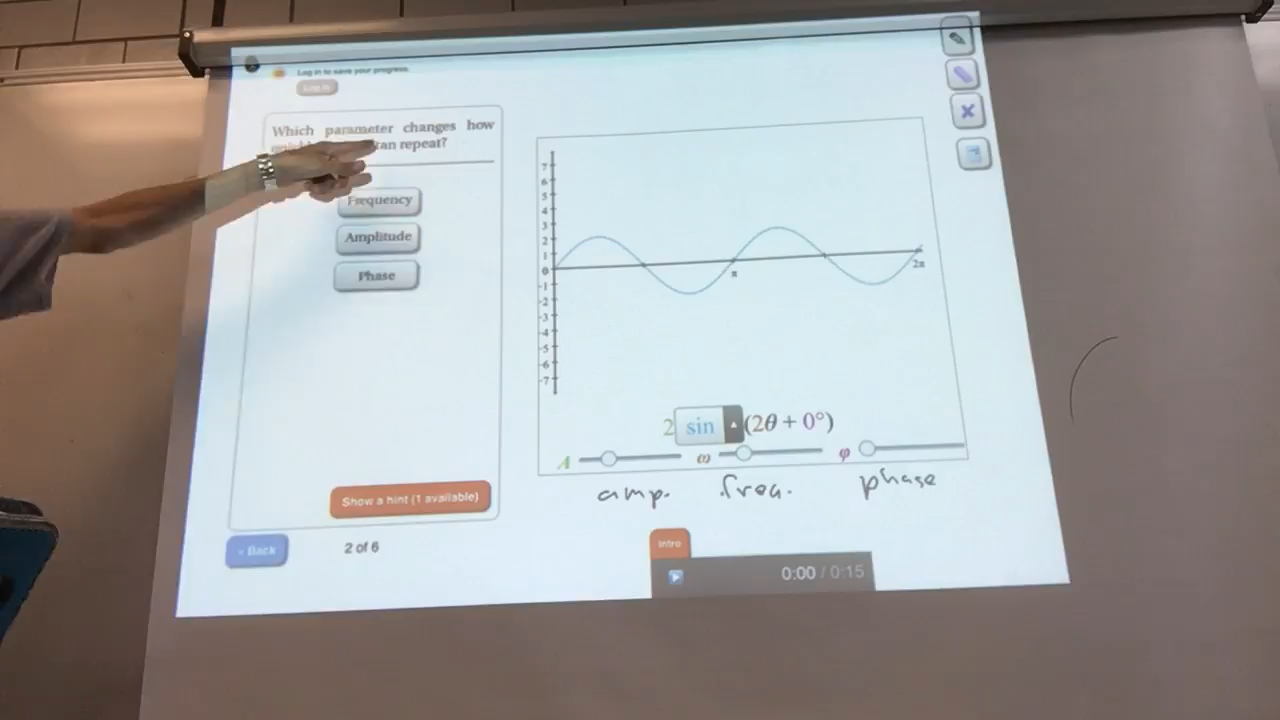 Log in to save your progress.
Log in
Which parameter changes how
can repeat?
Frequency
Amplitude
Phase
Show a hint (1 available)
« Back
2 of 6
7
6
5
4
3
2
1
0
-1
-2
-3
-4
-5
-6
-7
π
2π
2 sin (2θ + 0°)
A
ω
φ
amp. freq. phase
Intro
0:00 / 0:15